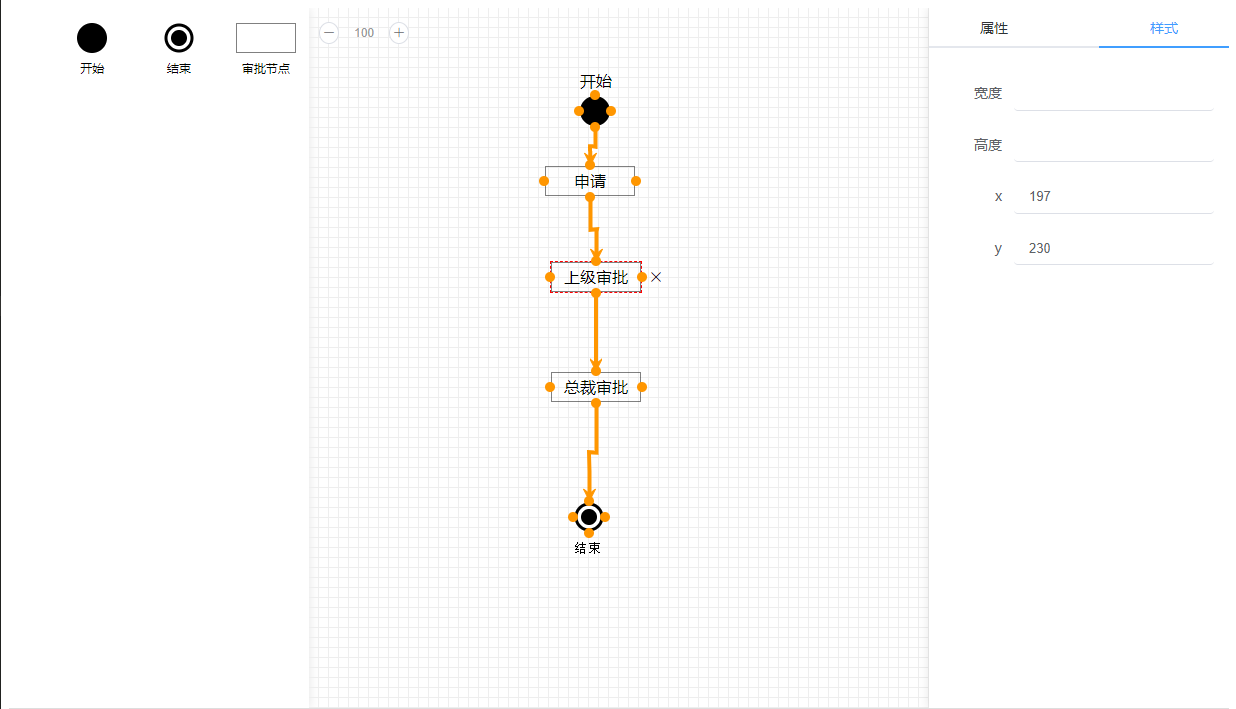 开始
结束
审批节点
100
开始
申请
上级审批
总裁审批
结束
属性
样式
宽度
高度
x 197
y 230